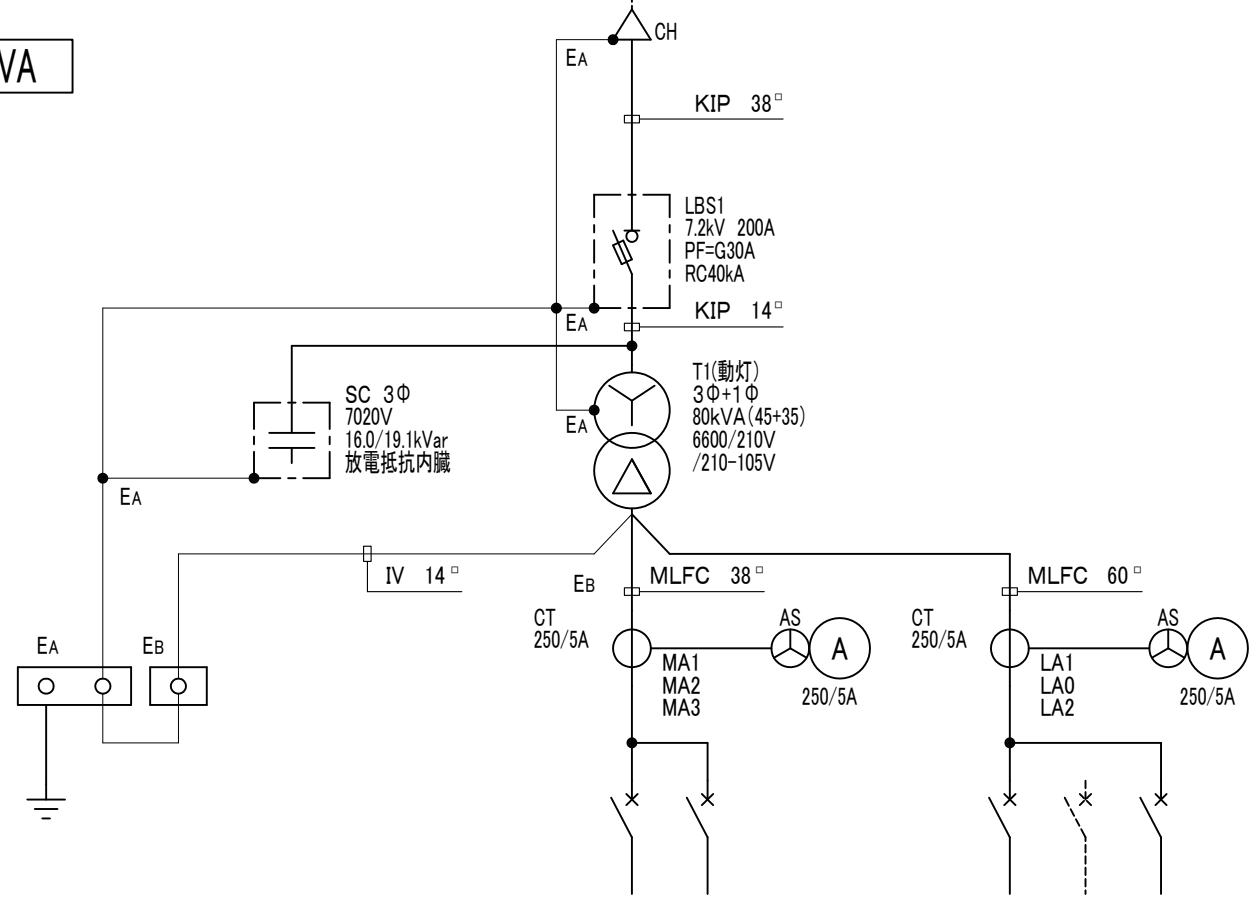 VA
CH
EA
KIP 38□
LBS1
7.2kV 200A
PF=G30A
RC40kA
KIP 14□
EA
T1(動灯)
3Φ+1Φ
80kVA(45+35)
6600/210V
/210-105V
EA
SC 3Φ
7020V
16.0/19.1kVar
放電抵抗内臓
EA
IV 14□
EB
MLFC 38□
MLFC 60□
CT
250/5A
AS
A
250/5A
MA1
MA2
MA3
CT
250/5A
AS
A
250/5A
LA1
LA0
LA2
EA
EB